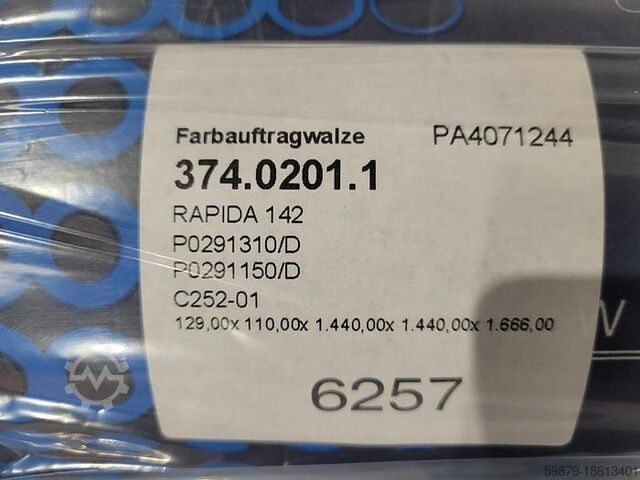 Farbauftragwalze PA4071244
374.0201.1
RAPIDA 142
P0291310/D
P0291150/D
C252-01
129,00x 110,00x 1.440,00x 1.440,00x 1.666,00
6257
59879-18613401